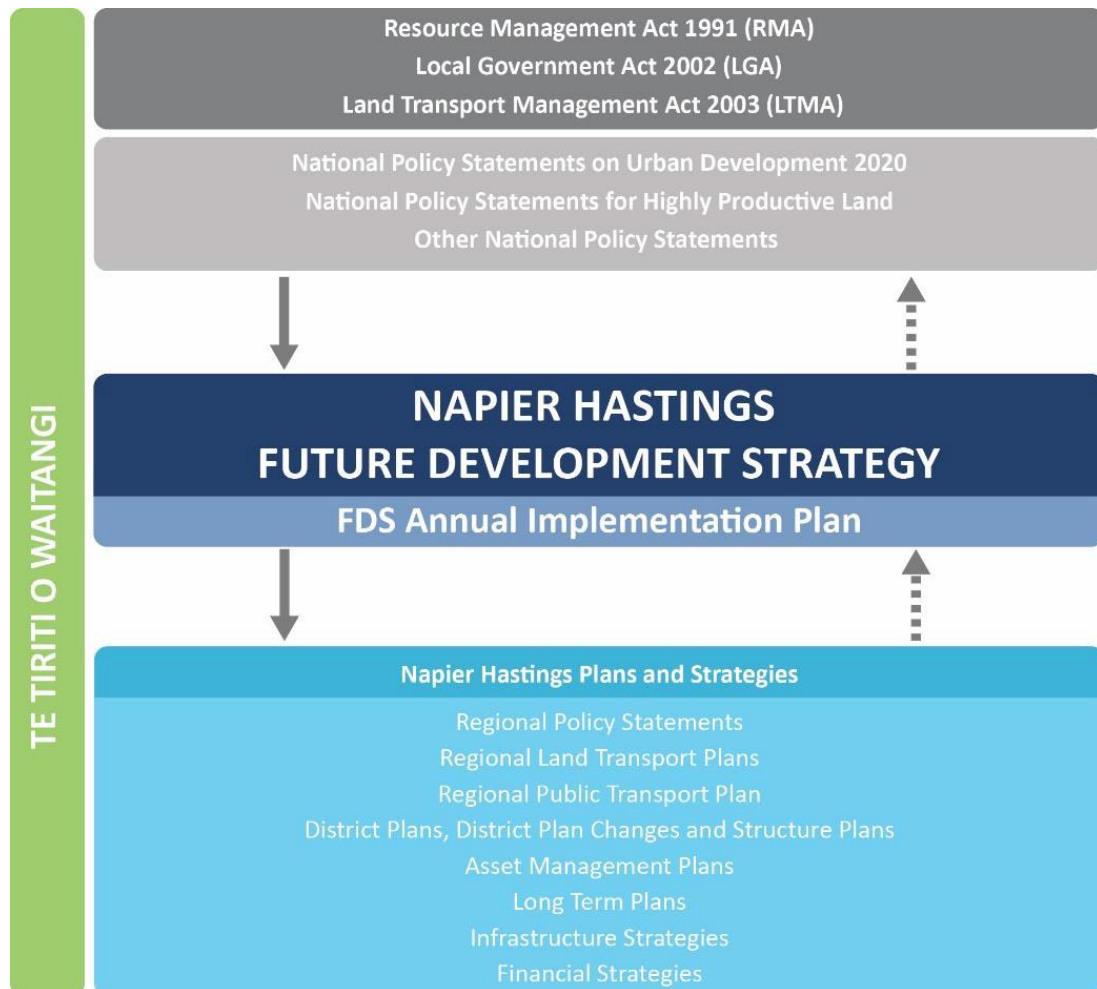 TE TIRITI O WAITANGI
Resource Management Act 1991 (RMA)
Local Government Act 2002 (LGA)
Land Transport Management Act 2003 (LTMA)
National Policy Statements on Urban Development 2020
National Policy Statements for Highly Productive Land
Other National Policy Statements
NAPIER HASTINGS
FUTURE DEVELOPMENT STRATEGY
FDS Annual Implementation Plan
Napier Hastings Plans and Strategies
Regional Policy Statements
Regional Land Transport Plans
Regional Public Transport Plan
District Plans, District Plan Changes and Structure Plans
Asset Management Plans
Long Term Plans
Infrastructure Strategies
Financial Strategies